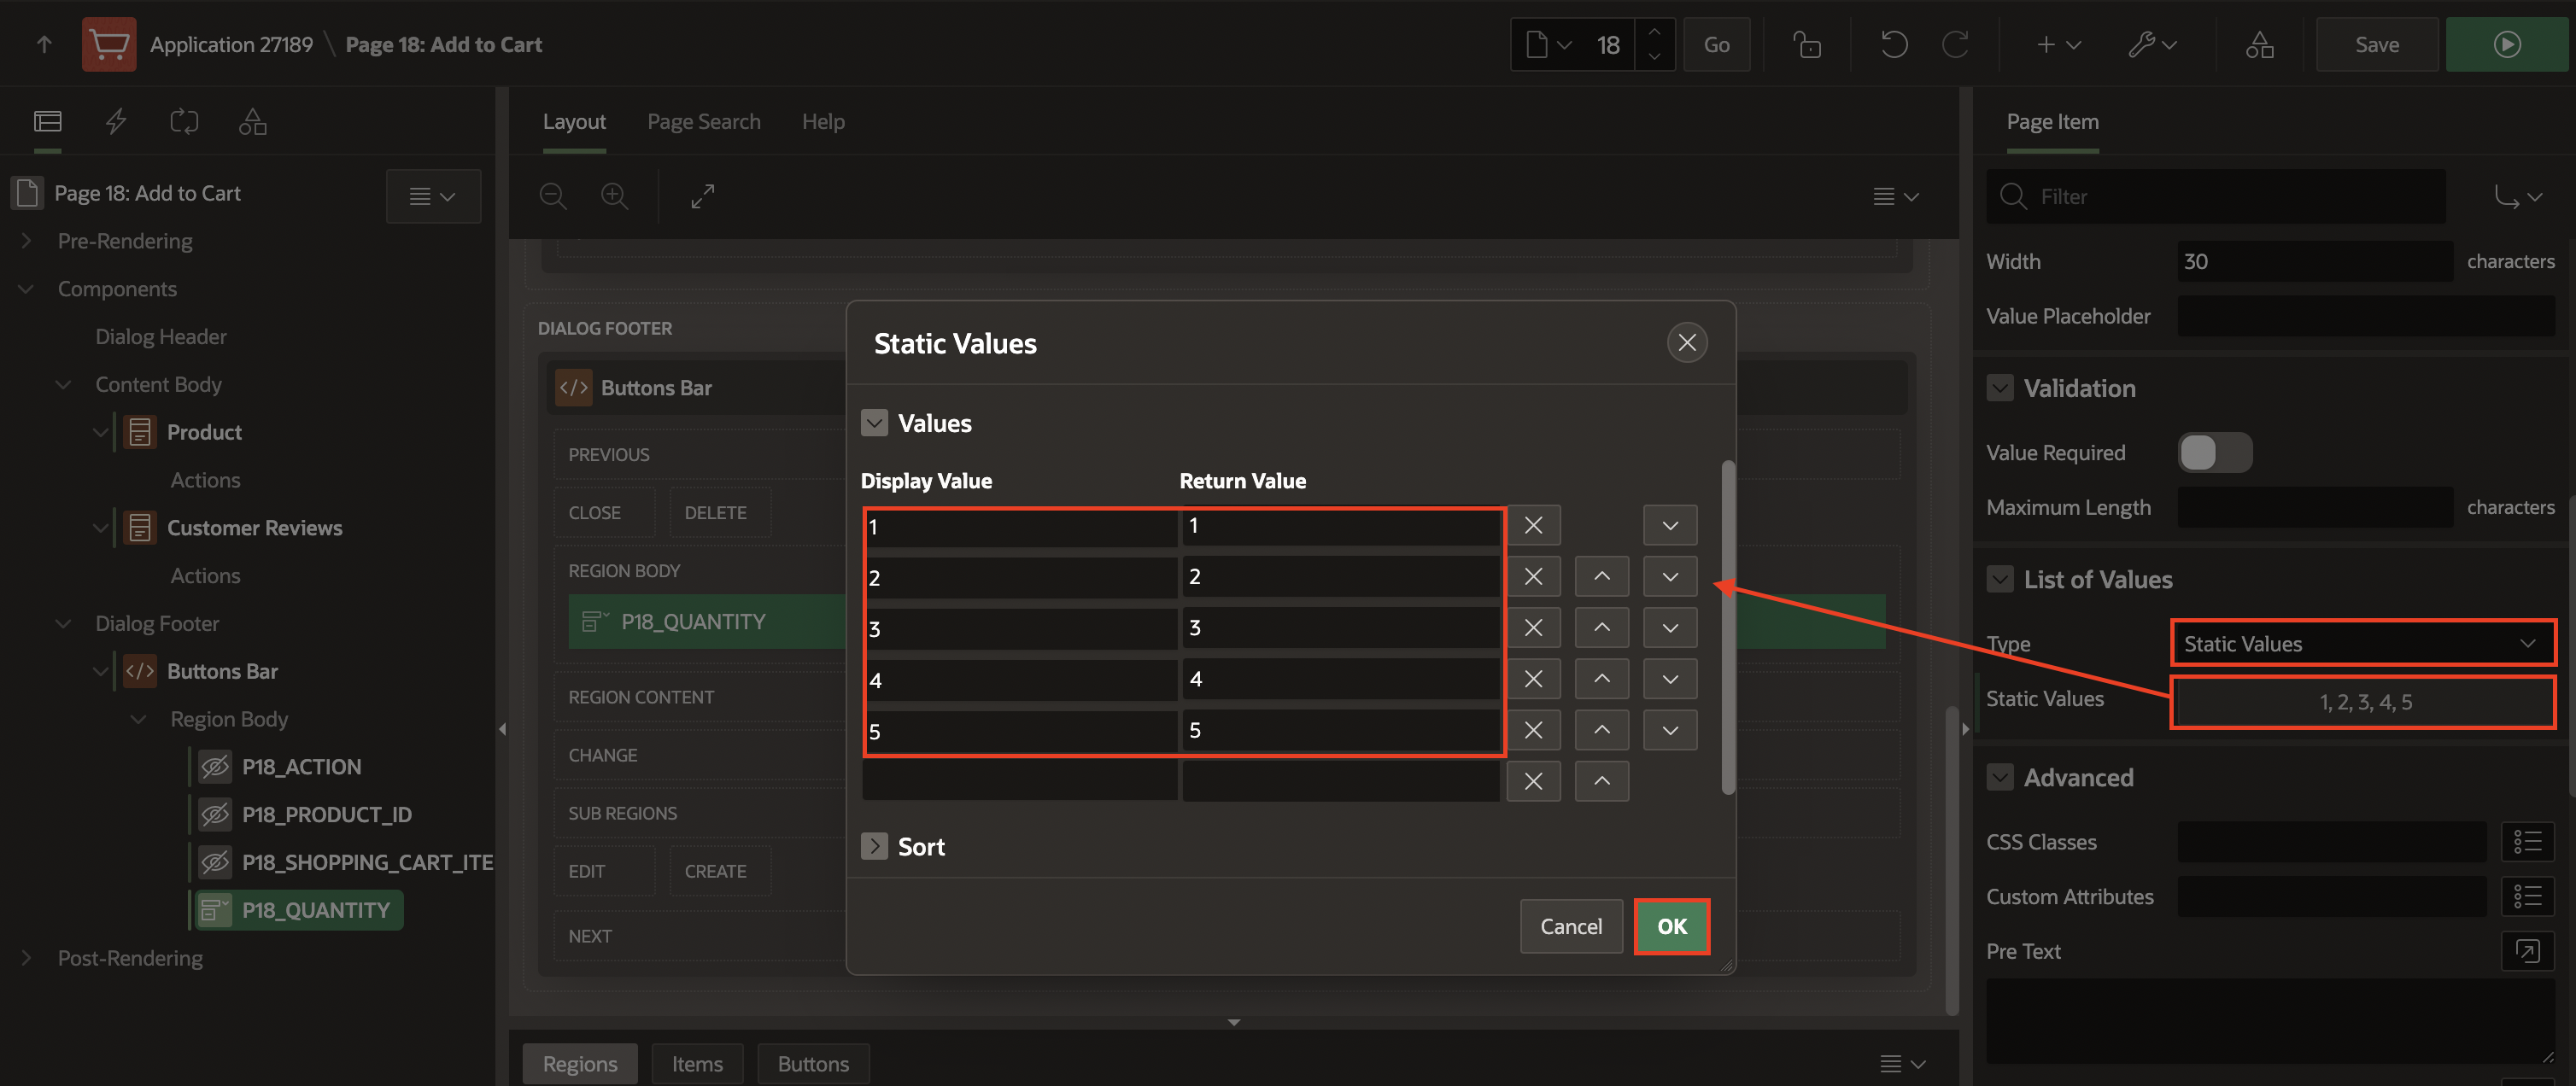 Application 27189 \ Page 18: Add to Cart
18
Go
Save
Page 18: Add to Cart
Pre-Rendering
Components
Dialog Header
Content Body
Product
Actions
Customer Reviews
Actions
Dialog Footer
Buttons Bar
Region Body
P18_ACTION
P18_PRODUCT_ID
P18_SHOPPING_CART_ITE
P18_QUANTITY
Post-Rendering
Layout
Page Search
Help
DIALOG FOOTER
Buttons Bar
PREVIOUS
CLOSE
DELETE
REGION BODY
P18_QUANTITY
REGION CONTENT
CHANGE
SUB REGIONS
EDIT
CREATE
NEXT
Regions
Items
Buttons
Static Values
Values
Display Value Return Value
1 1
2 2
3 3
4 4
5 5
Sort
Cancel
OK
Page Item
Filter
Width 30 characters
Value Placeholder
Validation
Value Required
Maximum Length characters
List of Values
Type Static Values
Static Values 1, 2, 3, 4, 5
Advanced
CSS Classes
Custom Attributes
Pre Text